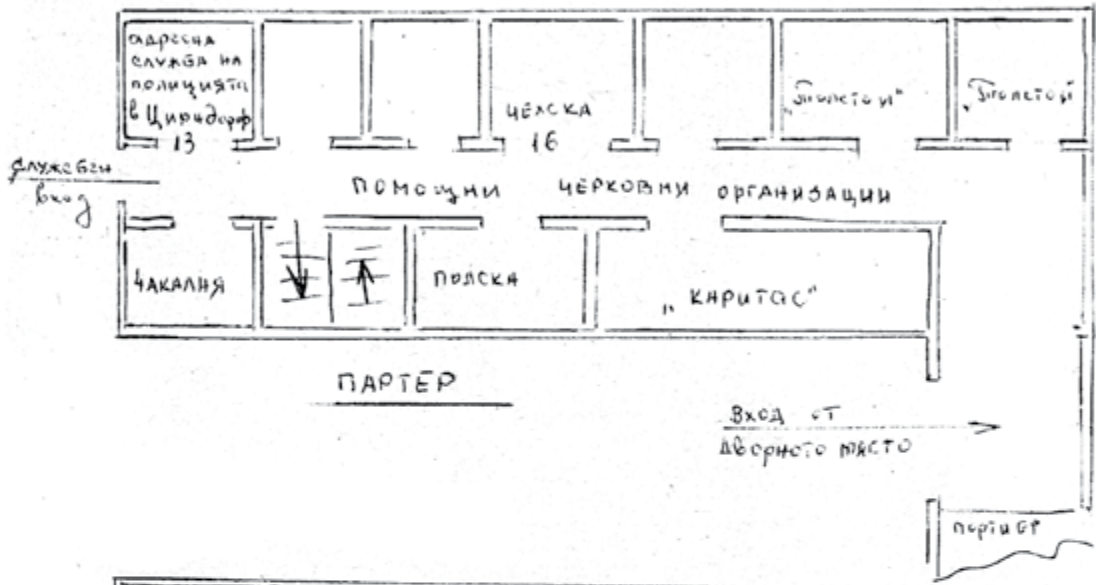 адресна
служба на
полицията
в Цирндорф
13
чешка
16
„Толстой"
„Толстой"
Служебен
вход
помощни черковни организации
чакалня
полска
„каритас"
ПАРТЕР
Вход от
дворното място
портиер